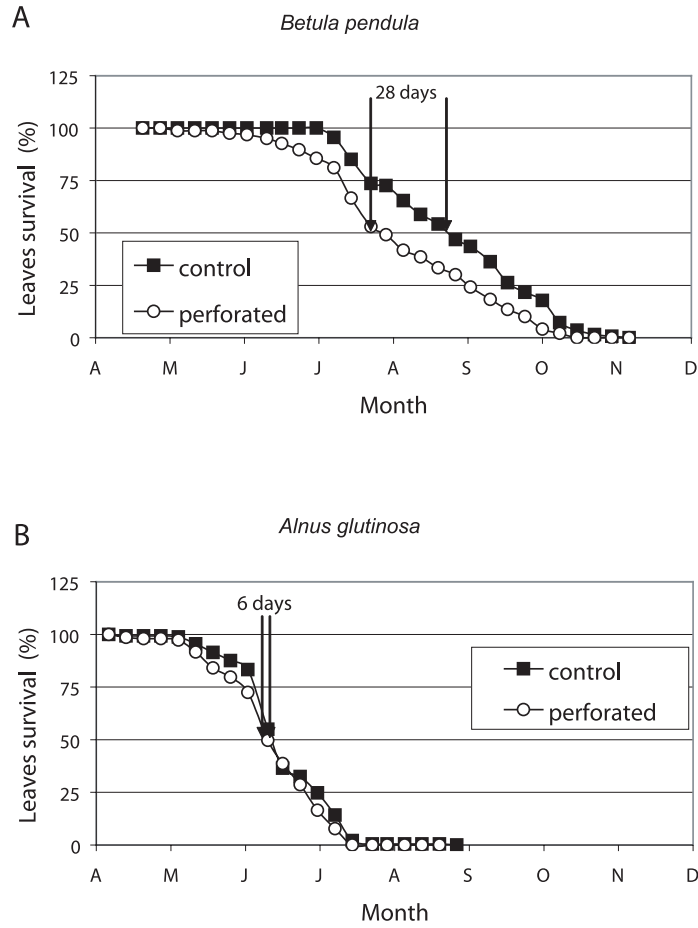 A
Betula pendula
Leaves survival (%)
125
100
75
50
25
0
28 days
control
perforated
A M J J A S O N D
Month
B
Alnus glutinosa
Leaves survival (%)
125
100
75
50
25
0
6 days
control
perforated
A M J J A S O N D
Month